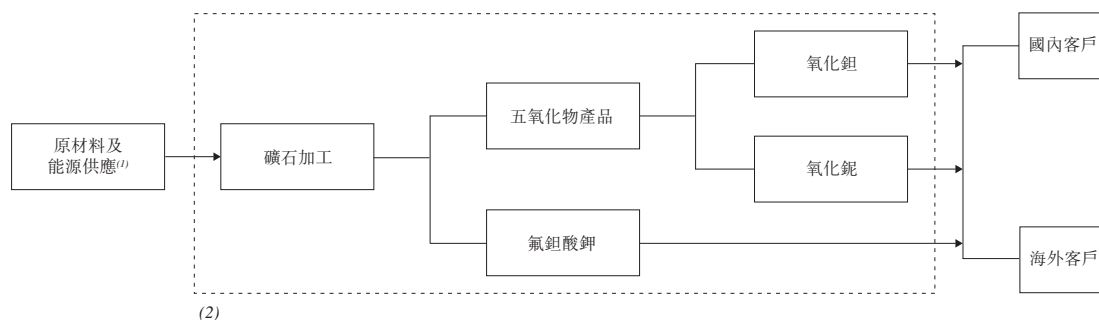 原材料及
能源供應(1)
礦石加工
五氧化物產品
氟鉭酸鉀
氧化鉭
氧化鈮
國內客戶
海外客戶
(2)